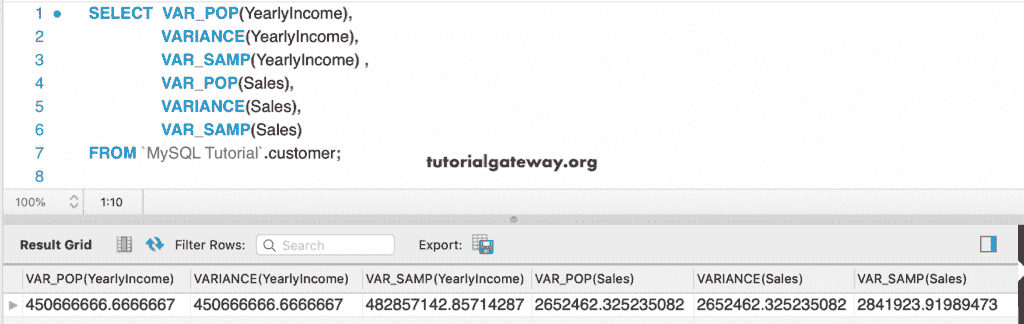 1 SELECT VAR_POP(YearlyIncome),
2 VARIANCE(YearlyIncome),
3 VAR_SAMP(YearlyIncome) ,
4 VAR_POP(Sales),
5 VARIANCE(Sales),
6 VAR_SAMP(Sales)
7 FROM `MySQL Tutorial`.customer;
8
tutorialgateway.org
100% 1:10
Result Grid Filter Rows: Search Export:
VAR_POP(YearlyIncome) VARIANCE(YearlyIncome) VAR_SAMP(YearlyIncome) VAR_POP(Sales) VARIANCE(Sales) VAR_SAMP(Sales)
450666666.6666667 450666666.6666667 482857142.85714287 2652462.325235082 2652462.325235082 2841923.91989473